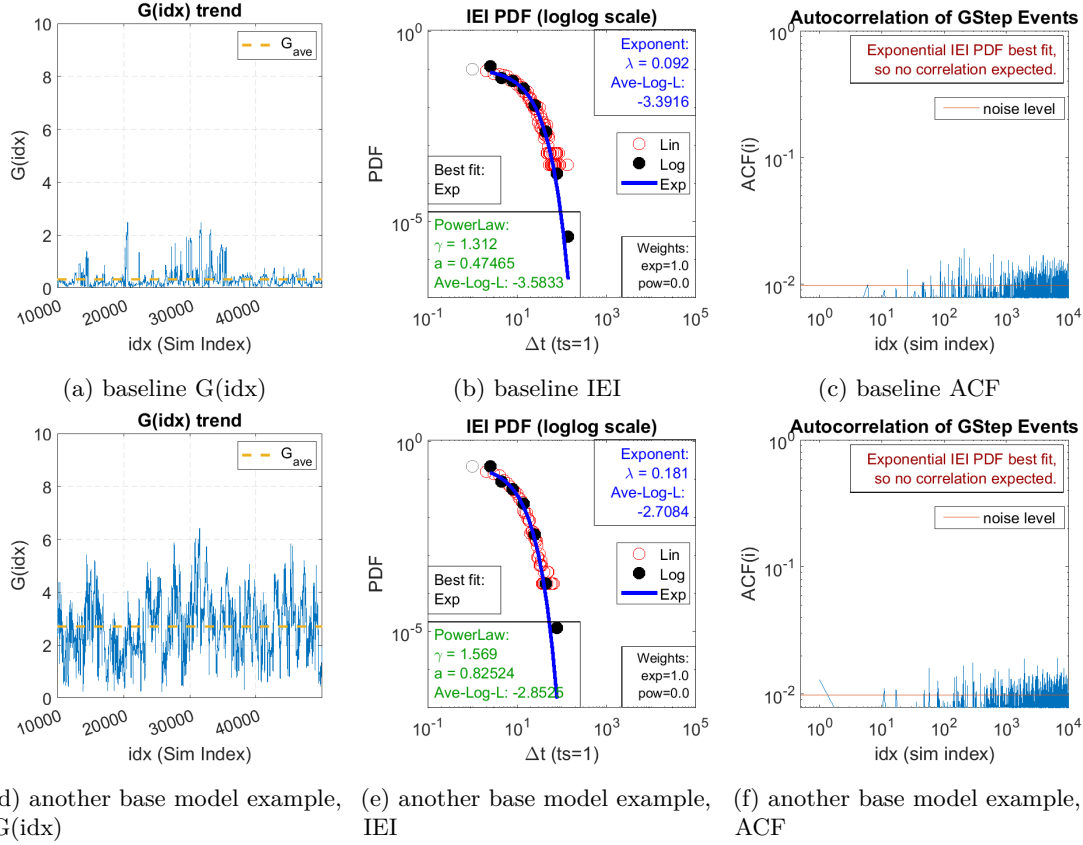 G(idx) trend
G(idx)
10
8
6
4
2
0
G_ave
10000
20000
30000
40000
idx (Sim Index)
(a) baseline G(idx)
IEI PDF (loglog scale)
PDF
10^0
10^-5
Exponent:
λ = 0.092
Ave-Log-L:
-3.3916
Lin
Log
Exp
Best fit:
Exp
PowerLaw:
γ = 1.312
a = 0.47465
Ave-Log-L: -3.5833
Weights:
exp=1.0
pow=0.0
10^-1
10^1
10^3
10^5
Δt (ts=1)
(b) baseline IEI
Autocorrelation of GStep Events
ACF(i)
10^0
10^-1
10^-2
Exponential IEI PDF best fit,
so no correlation expected.
noise level
10^0
10^1
10^2
10^3
10^4
idx (sim index)
(c) baseline ACF
G(idx) trend
G(idx)
10
8
6
4
2
0
G_ave
10000
20000
30000
40000
idx (Sim Index)
d) another base model example,
G(idx)
IEI PDF (loglog scale)
PDF
10^0
10^-5
Exponent:
λ = 0.181
Ave-Log-L:
-2.7084
Lin
Log
Exp
Best fit:
Exp
PowerLaw:
γ = 1.569
a = 0.82524
Ave-Log-L: -2.8525
Weights:
exp=1.0
pow=0.0
10^-1
10^1
10^3
10^5
Δt (ts=1)
(e) another base model example,
IEI
Autocorrelation of GStep Events
ACF(i)
10^0
10^-1
10^-2
Exponential IEI PDF best fit,
so no correlation expected.
noise level
10^0
10^1
10^2
10^3
10^4
idx (sim index)
(f) another base model example,
ACF